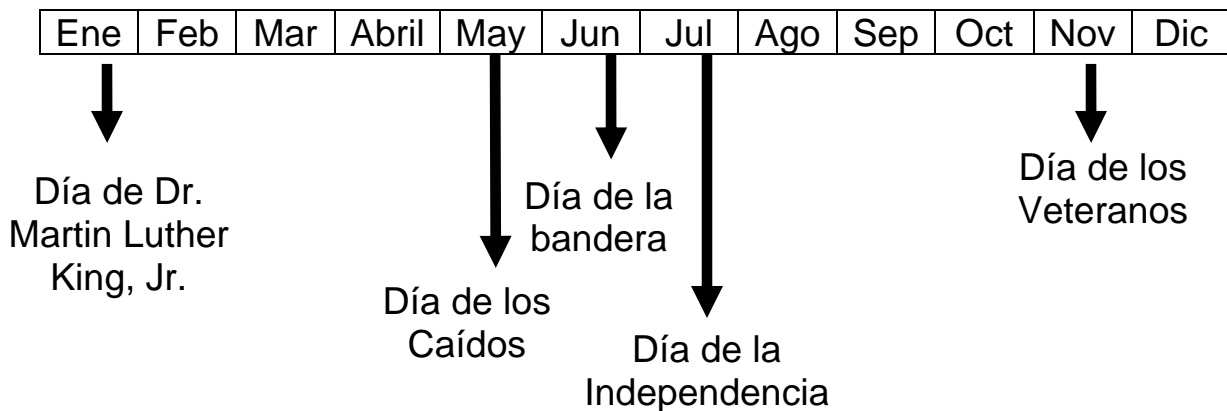 Ene Feb Mar Abril May Jun Jul Ago Sep Oct Nov Dic
Día de Dr.
Martin Luther
King, Jr.
Día de los
Caídos
Día de la
bandera
Día de la
Independencia
Día de los
Veteranos